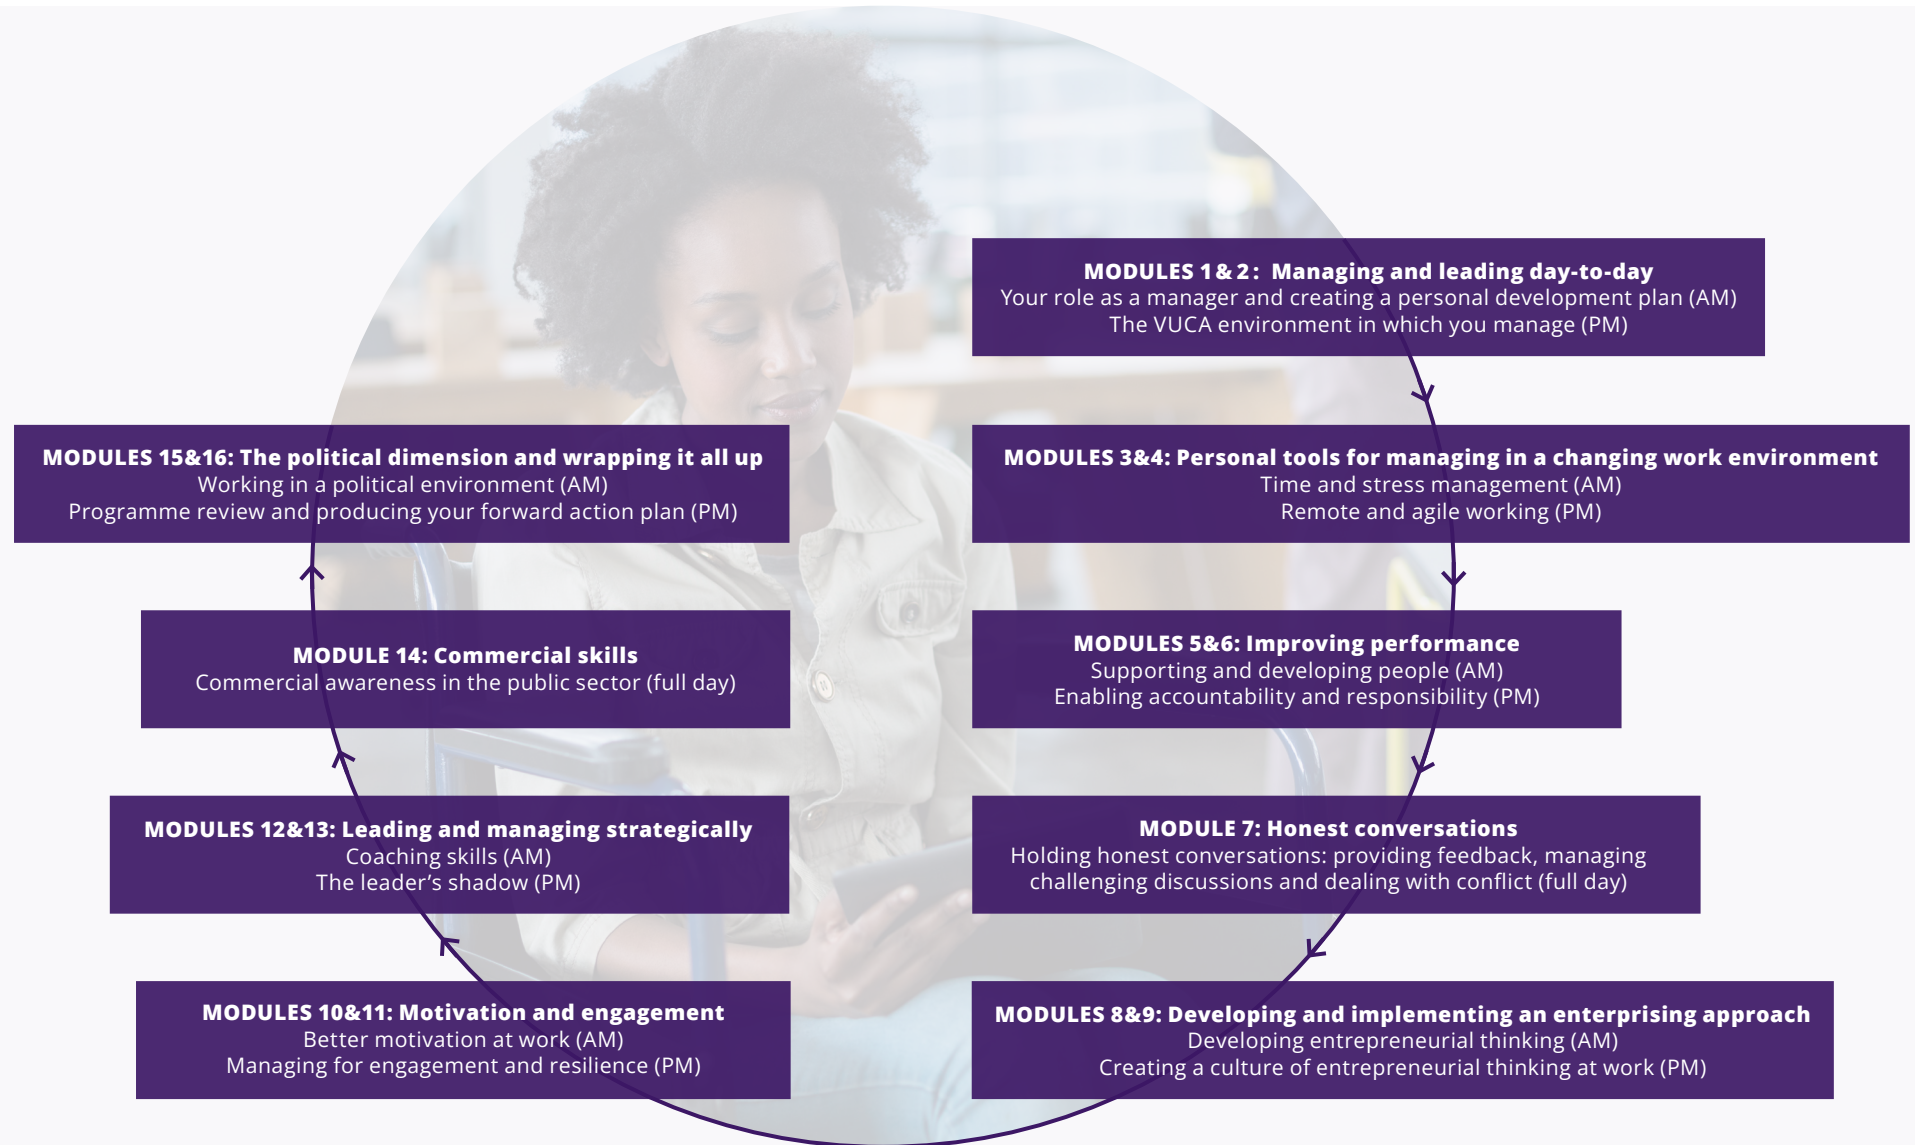 MODULES 1&2: Managing and leading day-to-day
Your role as a manager and creating a personal development plan (AM)
The VUCA environment in which you manage (PM)
MODULES 3&4: Personal tools for managing in a changing work environment
Time and stress management (AM)
Remote and agile working (PM)
MODULES 5&6: Improving performance
Supporting and developing people (AM)
Enabling accountability and responsibility (PM)
MODULE 7: Honest conversations
Holding honest conversations: providing feedback, managing
challenging discussions and dealing with conflict (full day)
MODULES 8&9: Developing and implementing an enterprising approach
Developing entrepreneurial thinking (AM)
Creating a culture of entrepreneurial thinking at work (PM)
MODULES 10&11: Motivation and engagement
Better motivation at work (AM)
Managing for engagement and resilience (PM)
MODULES 12&13: Leading and managing strategically
Coaching skills (AM)
The leader’s shadow (PM)
MODULE 14: Commercial skills
Commercial awareness in the public sector (full day)
MODULES 15&16: The political dimension and wrapping it all up
Working in a political environment (AM)
Programme review and producing your forward action plan (PM)